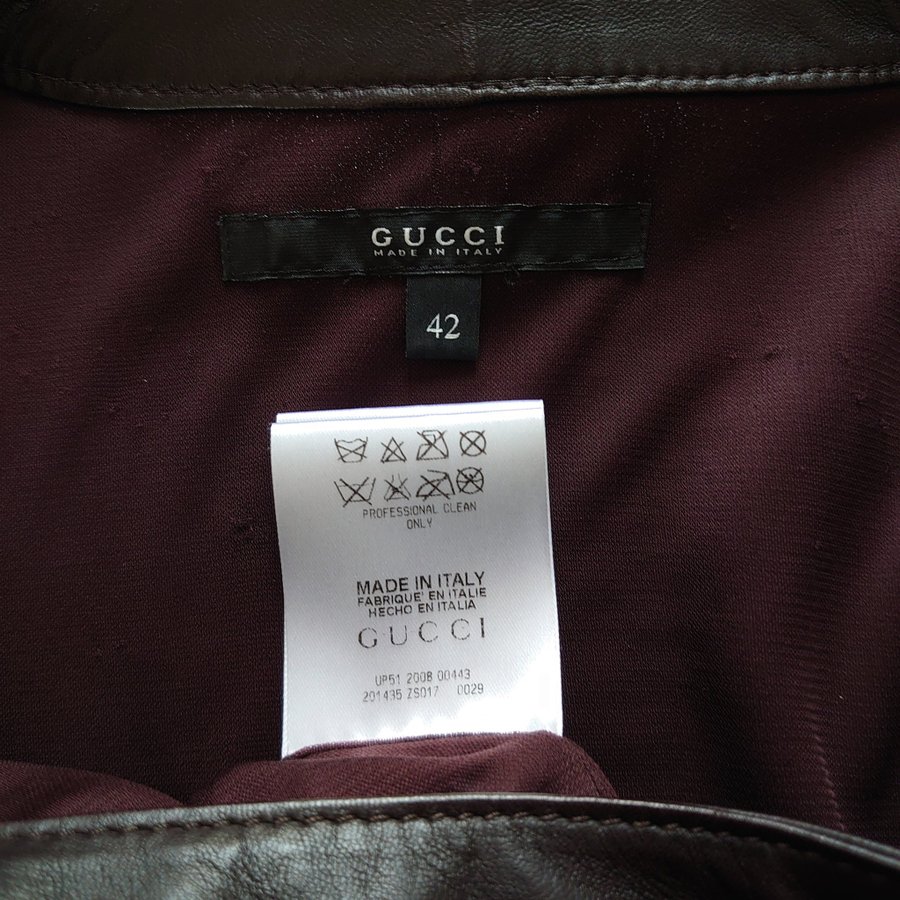 GUCCI
MADE IN ITALY
42
PROFESSIONAL CLEAN
ONLY
MADE IN ITALY
FABRIQUE' EN ITALIE
HECHO EN ITALIA
GUCCI
UP51 2008 00443
201435 ZS017 0029